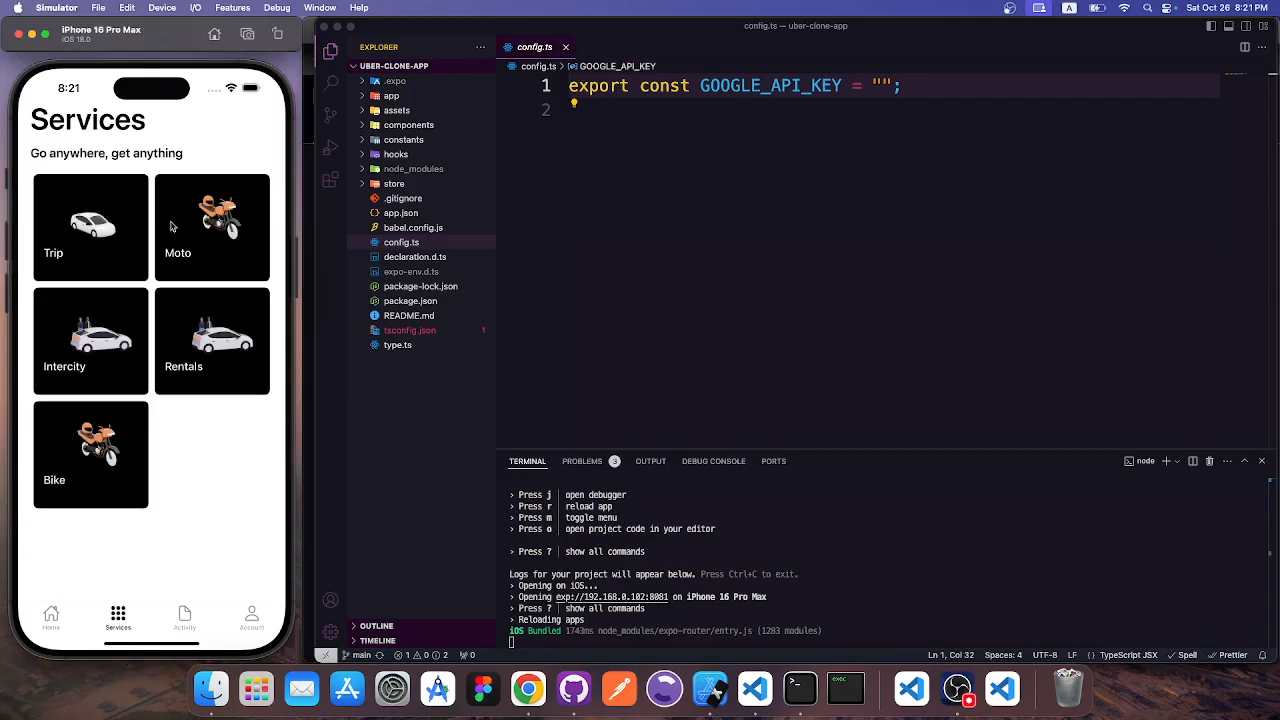 Simulator File Edit Device I/O Features Debug Window Help
A Sat Oct 26 8:21 PM
iPhone 16 Pro Max
iOS 18.0
8:21
Services
Go anywhere, get anything
Trip
Moto
Intercity
Rentals
Bike
Home Services Activity Account
config.ts — uber-clone-app
EXPLORER
UBER-CLONE-APP
.expo
app
assets
components
constants
hooks
node_modules
store
.gitignore
app.json
babel.config.js
config.ts
declaration.d.ts
expo-env.d.ts
package-lock.json
package.json
README.md
tsconfig.json 1
type.ts
OUTLINE
TIMELINE
config.ts
config.ts > GOOGLE_API_KEY
1 export const GOOGLE_API_KEY = "";
2
TERMINAL PROBLEMS 3 OUTPUT DEBUG CONSOLE PORTS
node
› Press j │ open debugger
› Press r │ reload app
› Press m │ toggle menu
› Press o │ open project code in your editor
› Press ? │ show all commands
Logs for your project will appear below. Press Ctrl+C to exit.
› Opening on iOS...
› Opening exp://192.168.0.102:8081 on iPhone 16 Pro Max
› Press ? │ show all commands
› Reloading apps
iOS Bundled 1743ms node_modules/expo-router/entry.js (1283 modules)
main 1 0 2 0
Ln 1, Col 32 Spaces: 4 UTF-8 LF {} TypeScript JSX Spell Prettier
exec